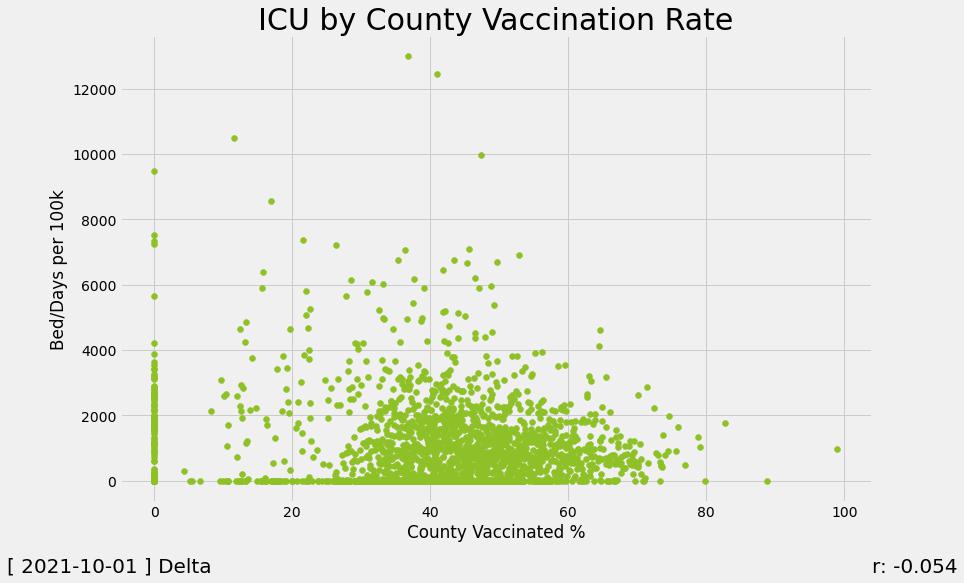 ICU by County Vaccination Rate
Bed/Days per 100k
12000
10000
8000
6000
4000
2000
0
0 20 40 60 80 100
County Vaccinated %
[ 2021-10-01 ] Delta
r: -0.054